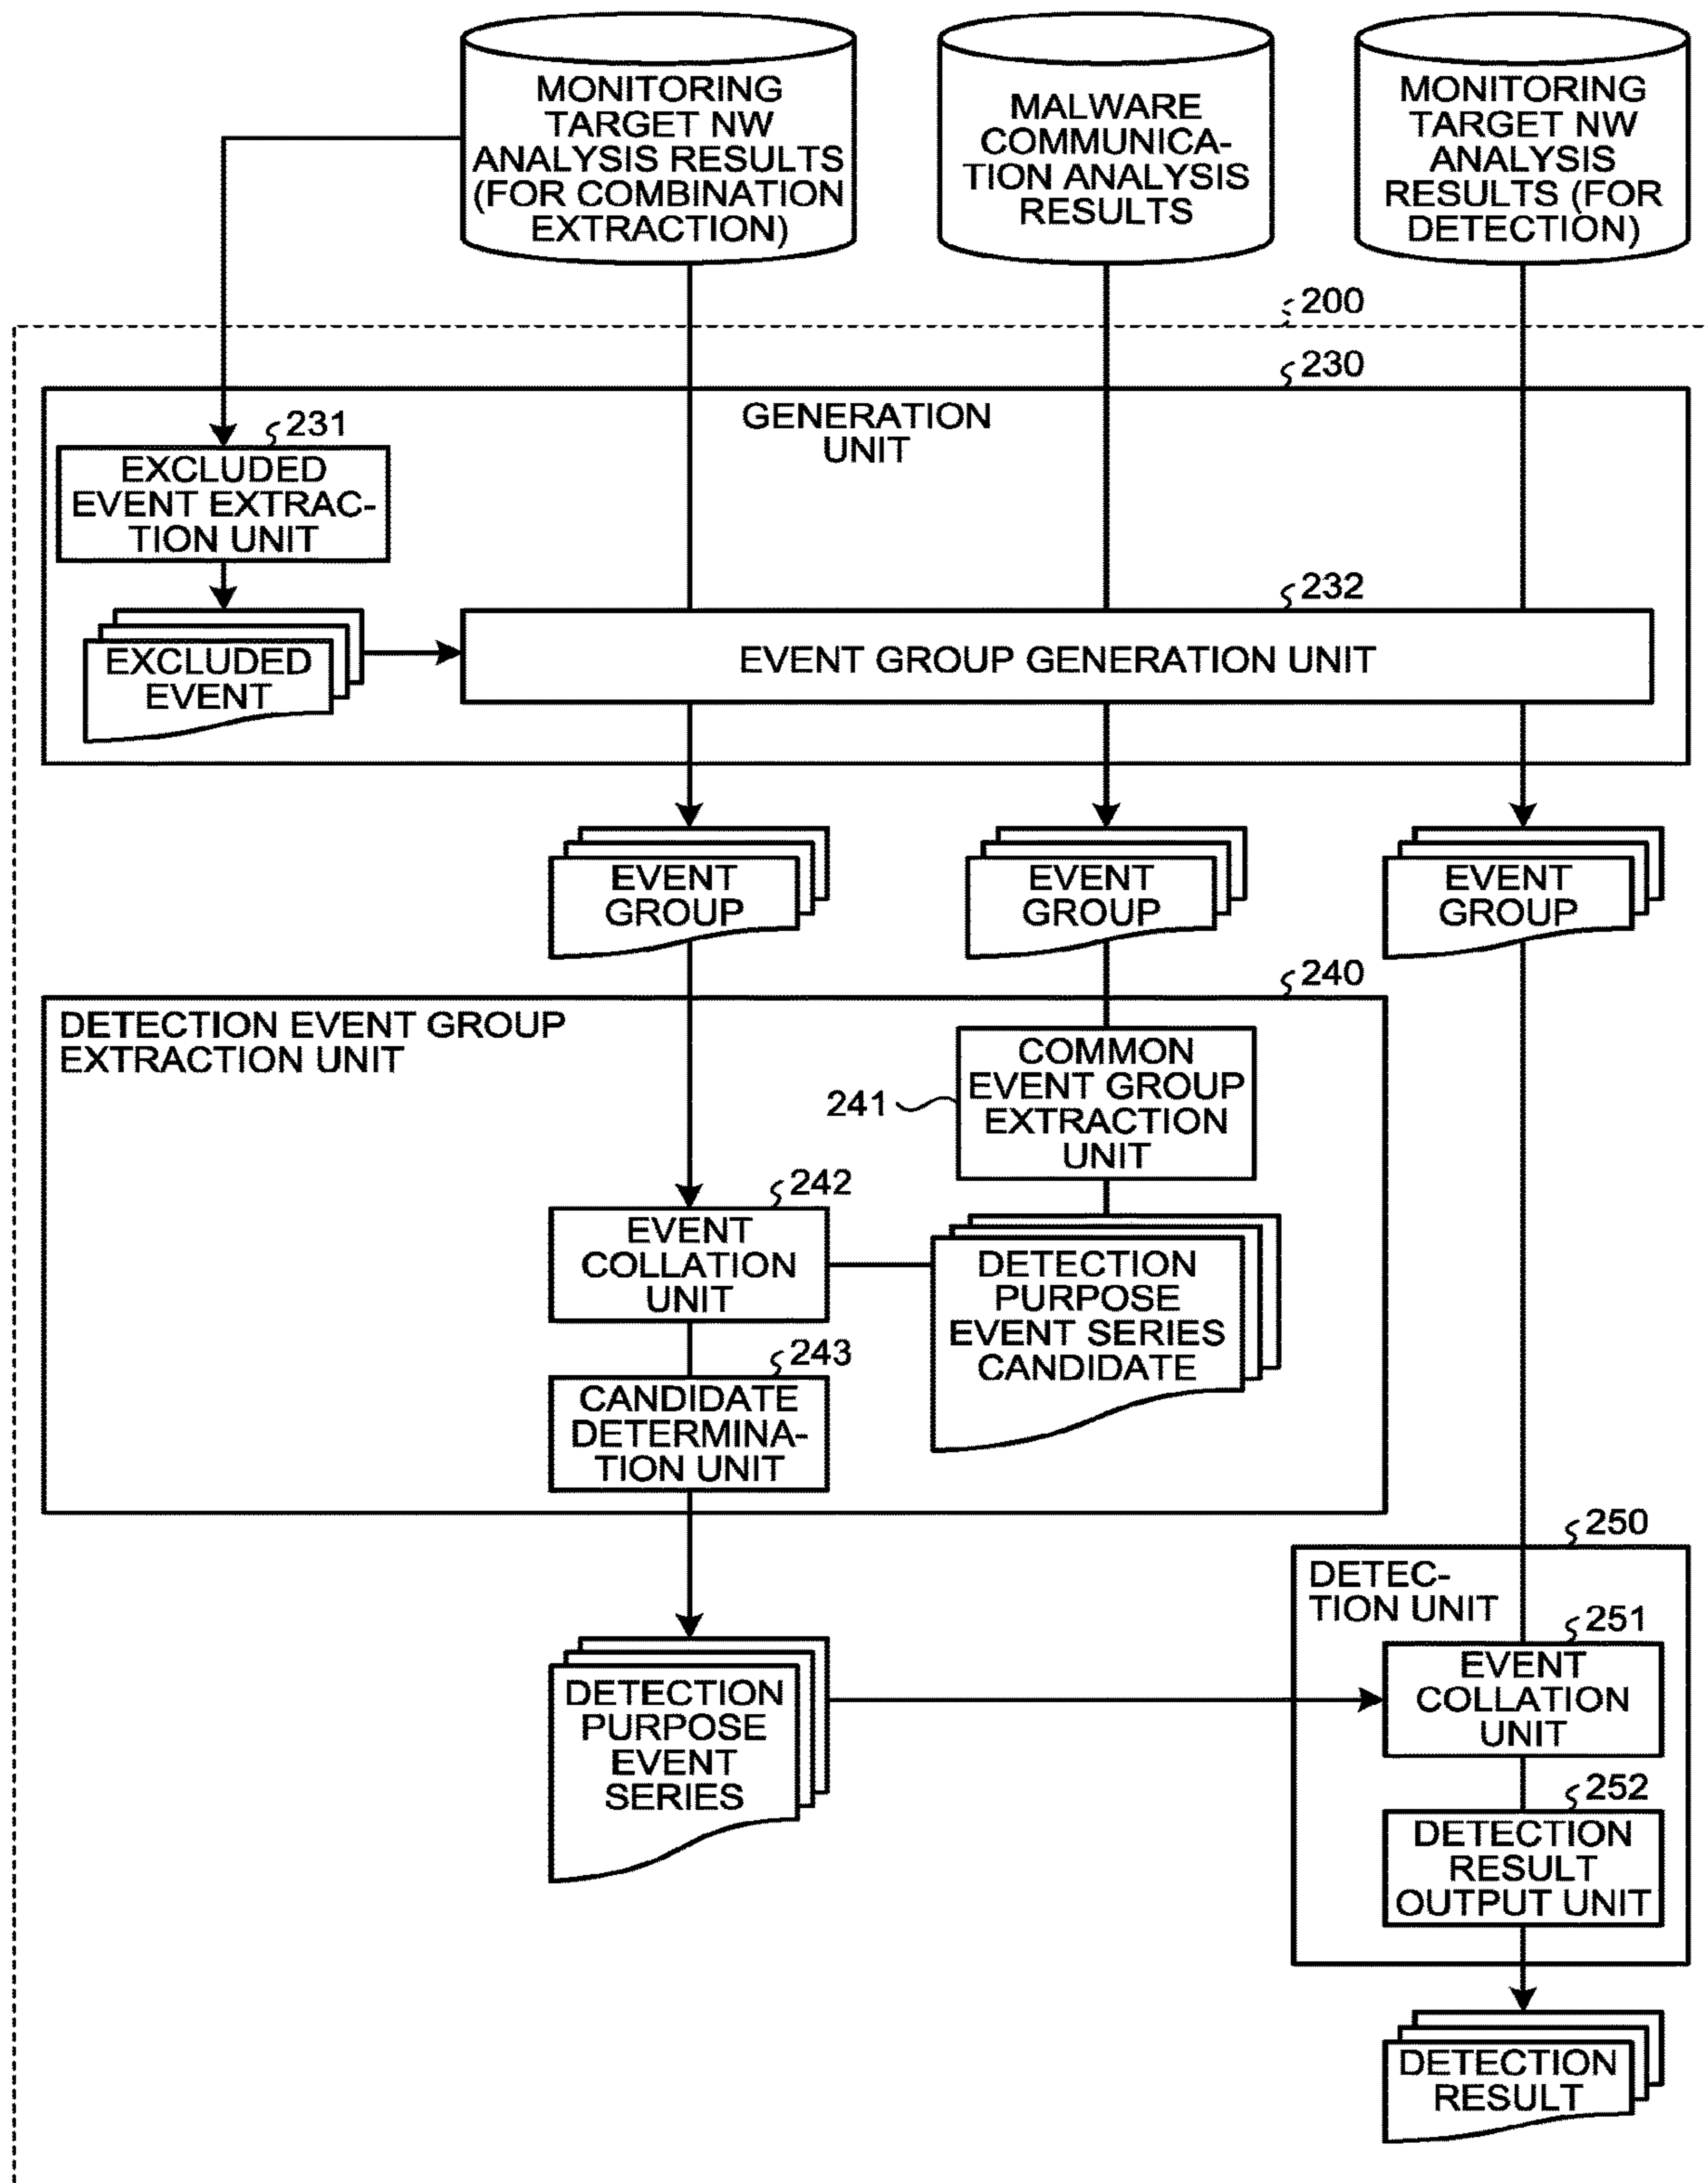 MONITORING
TARGET NW
ANALYSIS RESULTS
(FOR COMBINATION
EXTRACTION)
MALWARE
COMMUNICA-
TION ANALYSIS
RESULTS
MONITORING
TARGET NW
ANALYSIS
RESULTS (FOR
DETECTION)
200
230
GENERATION
UNIT
231
EXCLUDED
EVENT EXTRAC-
TION UNIT
232
EXCLUDED
EVENT
EVENT GROUP GENERATION UNIT
EVENT
GROUP
EVENT
GROUP
EVENT
GROUP
240
DETECTION EVENT GROUP
EXTRACTION UNIT
241
COMMON
EVENT GROUP
EXTRACTION
UNIT
242
EVENT
COLLATION
UNIT
DETECTION
PURPOSE
EVENT SERIES
CANDIDATE
243
CANDIDATE
DETERMINA-
TION UNIT
250
DETEC-
TION UNIT
251
EVENT
COLLATION
UNIT
DETECTION
PURPOSE
EVENT
SERIES
252
DETECTION
RESULT
OUTPUT UNIT
DETECTION
RESULT